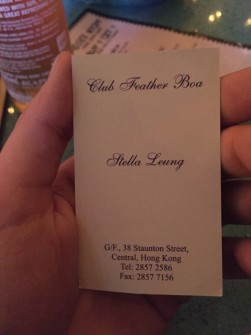 Club Feather Boa
Stella Leung
G/F., 38 Staunton Street,
Central, Hong Kong
Tel: 2857 2586
Fax: 2857 7156